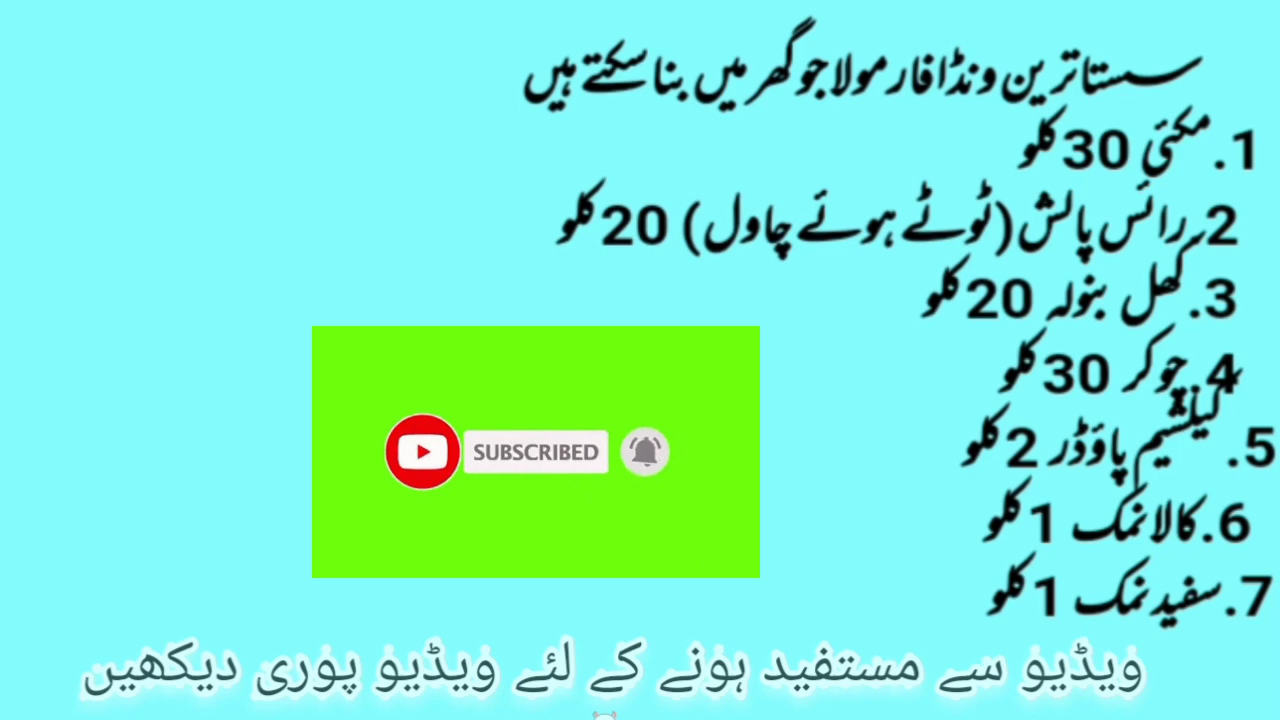 سستا ترین ونڈا فارمولا جو گھر میں بنا سکتے ہیں
1. مکئی 30 کلو
2. رائس پالش (ٹوٹے ہوئے چاول) 20 کلو
3. کھل بنولہ 20 کلو
4. چوکر 30 کلو
5. کیلشیم پاؤڈر 2 کلو
6. کالا نمک 1 کلو
7. سفید نمک 1 کلو
SUBSCRIBED
ویڈیو سے مستفید ہونے کے لئے ویڈیو پوری دیکھیں